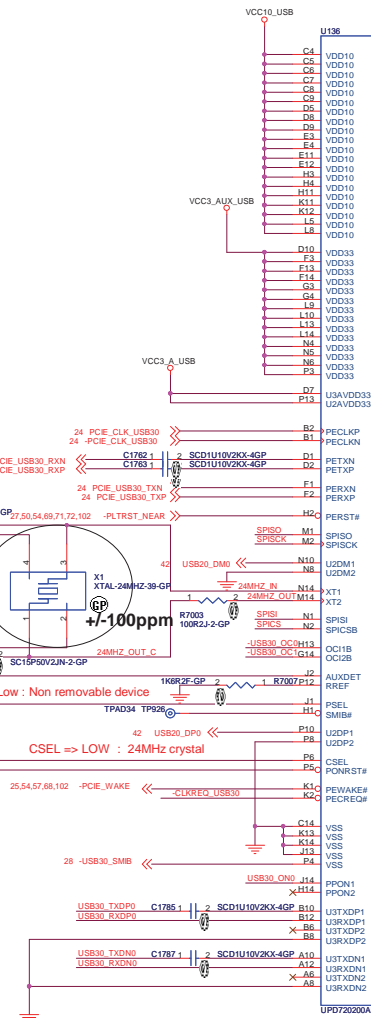 VCC10_USB
U136
C4 VDD10
C5 VDD10
C6 VDD10
C7 VDD10
C8 VDD10
C9 VDD10
D5 VDD10
D8 VDD10
D9 VDD10
E3 VDD10
E4 VDD10
E11 VDD10
E12 VDD10
H3 VDD10
H4 VDD10
H11 VDD10
K11 VDD10
K12 VDD10
L5 VDD10
L8 VDD10
VCC3_AUX_USB
D10 VDD33
F3 VDD33
F13 VDD33
F14 VDD33
G3 VDD33
G4 VDD33
L9 VDD33
L10 VDD33
L13 VDD33
L14 VDD33
N4 VDD33
N5 VDD33
N6 VDD33
P3 VDD33
VCC3_A_USB
D7 U3AVDD33
P13 U2AVDD33
24 PCIE_CLK_USB30 B2 PECLKP
24 -PCIE_CLK_USB30 B1 PECLKN
PCIE_USB30_RXN C1762 1 2 SCD1U10V2KX-4GP D1 PETXN
PCIE_USB30_RXP C1763 1 SCD1U10V2KX-4GP D2 PETXP
24 PCIE_USB30_TXN F1 PERXN
24 PCIE_USB30_TXP F2 PERXP
GP 27,50,54,69,71,72,102 -PLTRST_NEAR H2 PERST#
SPISO M1 SPISO
SPISCK M2 SPISCK
42 USB20_DM0 N10 U2DM1
N8 U2DM2
4 3
X1
XTAL-24MHZ-39-GP
GP
+/-100ppm
1 2
24MHZ_IN N14 XT1
1 2 24MHZ_OUT M14 XT2
R7003
100R2J-2-GP
SPISI N1 SPISI
SPICS N2 SPICSB
24MHZ_OUT_C
-USB30_OC0 H13 OCI1B
-USB30_OC1 G14 OCI2B
SC15P50V2JN-2-GP
J2 AUXDET
1K6R2F-GP 2 1 R7007 P12 RREF
Low : Non removable device
J1 PSEL
TPAD34 TP926 H1 SMIB#
42 USB20_DP0 P10 U2DP1
P8 U2DP2
CSEL => LOW : 24MHz crystal
P6 CSEL
P5 PONRST#
25,54,57,68,102 -PCIE_WAKE K1 PEWAKE#
-CLKREQ_USB30 K2 PECREQ#
C14 VSS
K13 VSS
K14 VSS
J13 VSS
28 -USB30_SMIB P4 VSS
USB30_ON0 J14 PPON1
H14 PPON2
USB30_TXDP0 C1785 1 2 SCD1U10V2KX-4GP B10 U3TXDP1
USB30_RXDP0 B12 U3RXDP1
B6 U3TXDP2
B8 U3RXDP2
USB30_TXDN0 C1787 1 2 SCD1U10V2KX-4GP A10 U3TXDN1
USB30_RXDN0 A12 U3RXDN1
A6 U3TXDN2
A8 U3RXDN2
UPD720200A